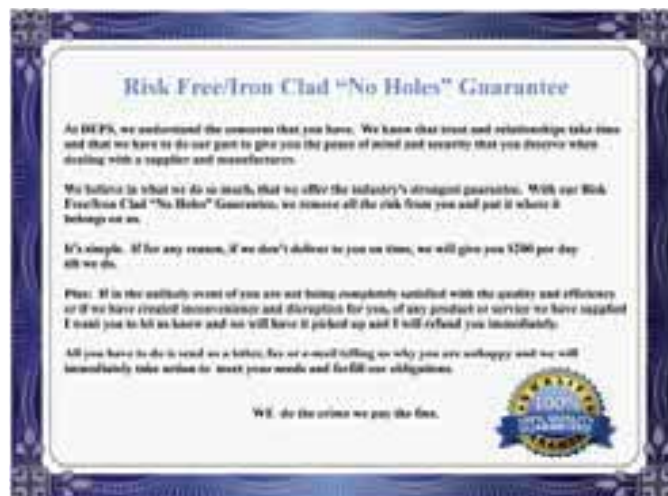 Risk Free/Iron Clad “No Holes” Guarantee
At we understand the concerns that you have. We know that trust and relationships take time
and that we have to do our part to give you the peace of mind and security that you deserve when
dealing with a supplier and manufacturer.
We believe in what we do so much, that we offer the industry's strongest guarantee. With our Risk
Free/Iron Clad “No Holes” Guarantee, we remove all the risk from you and put it where it
belongs on us.
It's simple. If for any reason, if we don't deliver to you on time, we will give you $200 per day
till we do.
Plus: If in the unlikely event of you are not being completely satisfied with the quality and efficiency
or if we have created inconvenience and disruption for you, of any product or service we have supplied
I want you to let us know and we will have it picked up and I will refund you immediately.
All you have to do is send us a letter, fax or e-mail telling us why you are unhappy and we will
immediately take action to meet your needs and our obligations.
WE do the crime we pay the fine.
100%